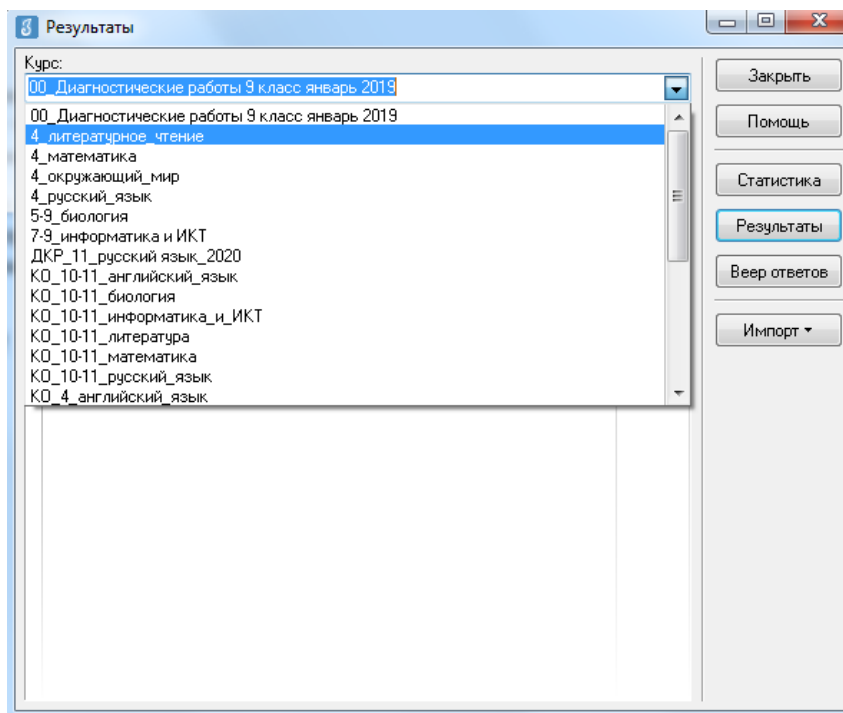 Результаты
Курс:
00_Диагностические работы 9 класс январь 2019
00_Диагностические работы 9 класс январь 2019
4_литературное_чтение
4_математика
4_окружающий_мир
4_русский_язык
5-9_биология
7-9_информатика и ИКТ
ДКР_11_русский язык_2020
КО_10-11_английский_язык
КО_10-11_биология
КО_10-11_информатика_и_ИКТ
КО_10-11_литература
КО_10-11_математика
КО_10-11_русский_язык
КО_4_английский_язык
Закрыть
Помощь
Статистика
Результаты
Веер ответов
Импорт